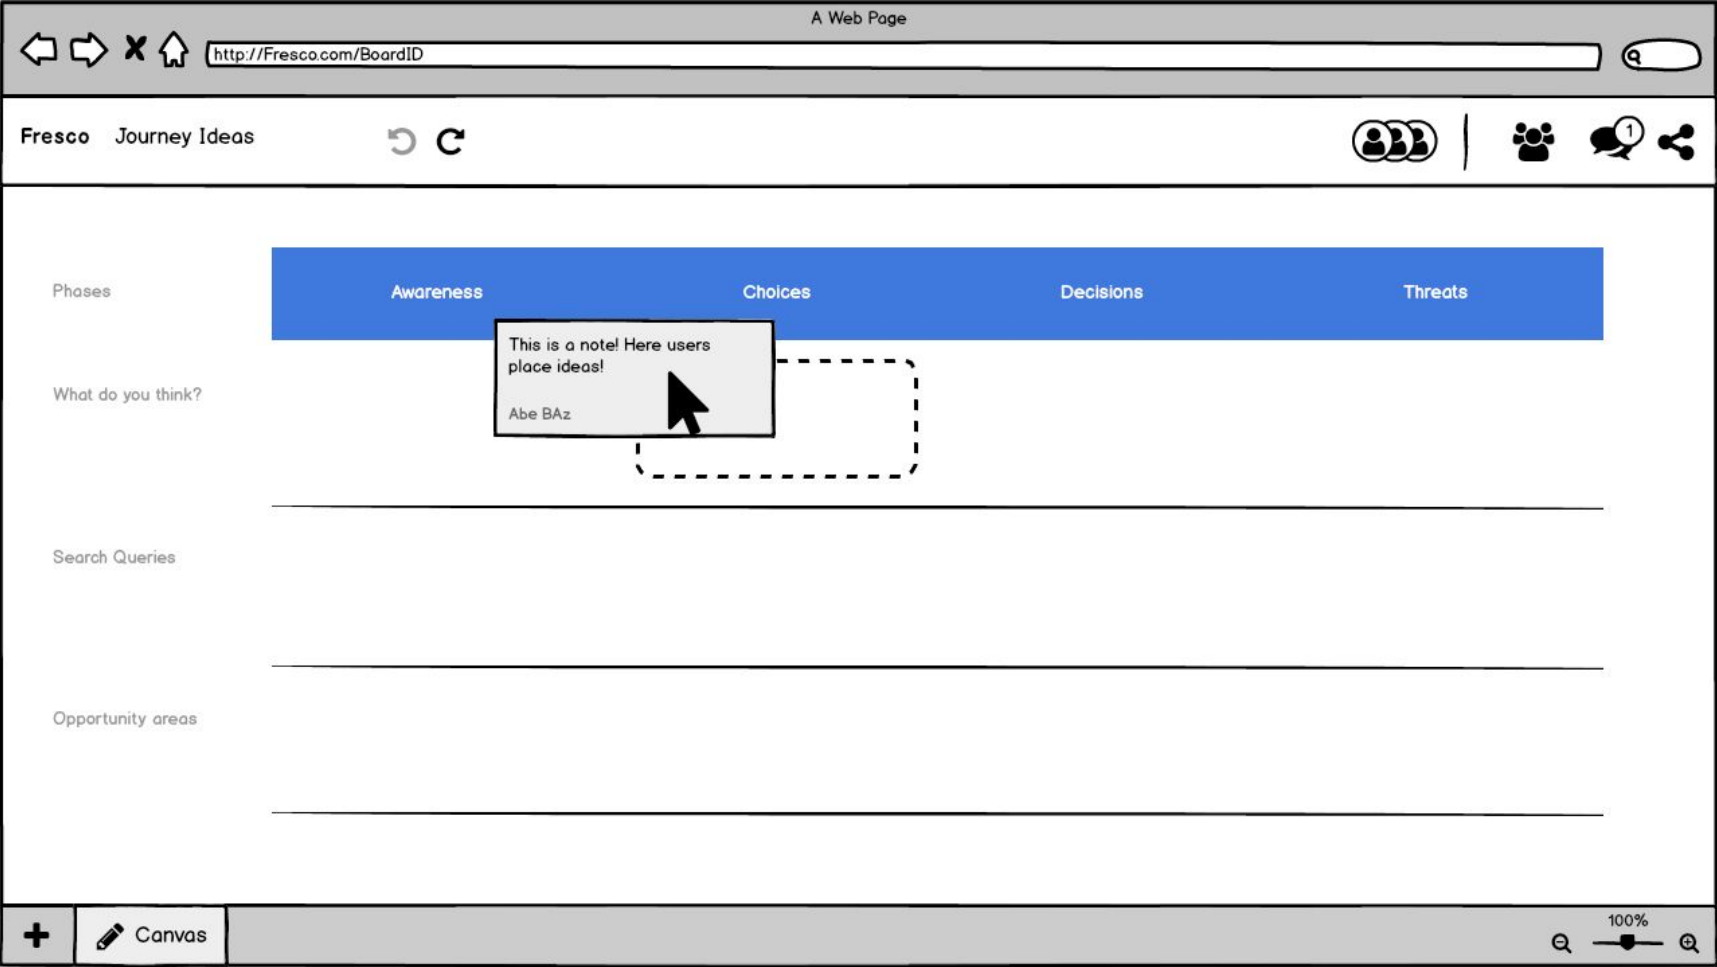 A Web Page
http://Fresco.com/BoardID
Fresco Journey Ideas
1
Phases Awareness Choices Decisions Threats
This is a note! Here users
place ideas!
Abe BAz
What do you think?
Search Queries
Opportunity areas
Canvas
100%